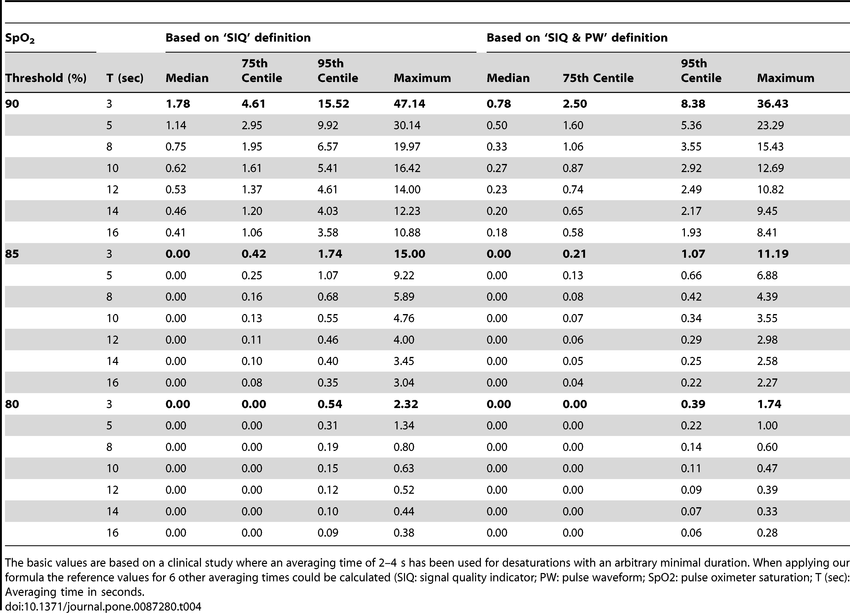 SpO2 Based on ‘SIQ’ definition Based on ‘SIQ & PW’ definition
75th 95th 95th
Threshold (%) T (sec) Median Centile Centile Maximum Median 75th Centile Centile Maximum
90 3 1.78 4.61 15.52 47.14 0.78 2.50 8.38 36.43
5 1.14 2.95 9.92 30.14 0.50 1.60 5.36 23.29
8 0.75 1.95 6.57 19.97 0.33 1.06 3.55 15.43
10 0.62 1.61 5.41 16.42 0.27 0.87 2.92 12.69
12 0.53 1.37 4.61 14.00 0.23 0.74 2.49 10.82
14 0.46 1.20 4.03 12.23 0.20 0.65 2.17 9.45
16 0.41 1.06 3.58 10.88 0.18 0.58 1.93 8.41
85 3 0.00 0.42 1.74 15.00 0.00 0.21 1.07 11.19
5 0.00 0.25 1.07 9.22 0.00 0.13 0.66 6.88
8 0.00 0.16 0.68 5.89 0.00 0.08 0.42 4.39
10 0.00 0.13 0.55 4.76 0.00 0.07 0.34 3.55
12 0.00 0.11 0.46 4.00 0.00 0.06 0.29 2.98
14 0.00 0.10 0.40 3.45 0.00 0.05 0.25 2.58
16 0.00 0.08 0.35 3.04 0.00 0.04 0.22 2.27
80 3 0.00 0.00 0.54 2.32 0.00 0.00 0.39 1.74
5 0.00 0.00 0.31 1.34 0.00 0.00 0.22 1.00
8 0.00 0.00 0.19 0.80 0.00 0.00 0.14 0.60
10 0.00 0.00 0.15 0.63 0.00 0.00 0.11 0.47
12 0.00 0.00 0.12 0.52 0.00 0.00 0.09 0.39
14 0.00 0.00 0.10 0.44 0.00 0.00 0.07 0.33
16 0.00 0.00 0.09 0.38 0.00 0.00 0.06 0.28
The basic values are based on a clinical study where an averaging time of 2–4 s has been used for desaturations with an arbitrary minimal duration. When applying our
formula the reference values for 6 other averaging times could be calculated (SIQ: signal quality indicator; PW: pulse waveform; SpO2: pulse oximeter saturation; T (sec):
Averaging time in seconds.
doi:10.1371/journal.pone.0087280.t004